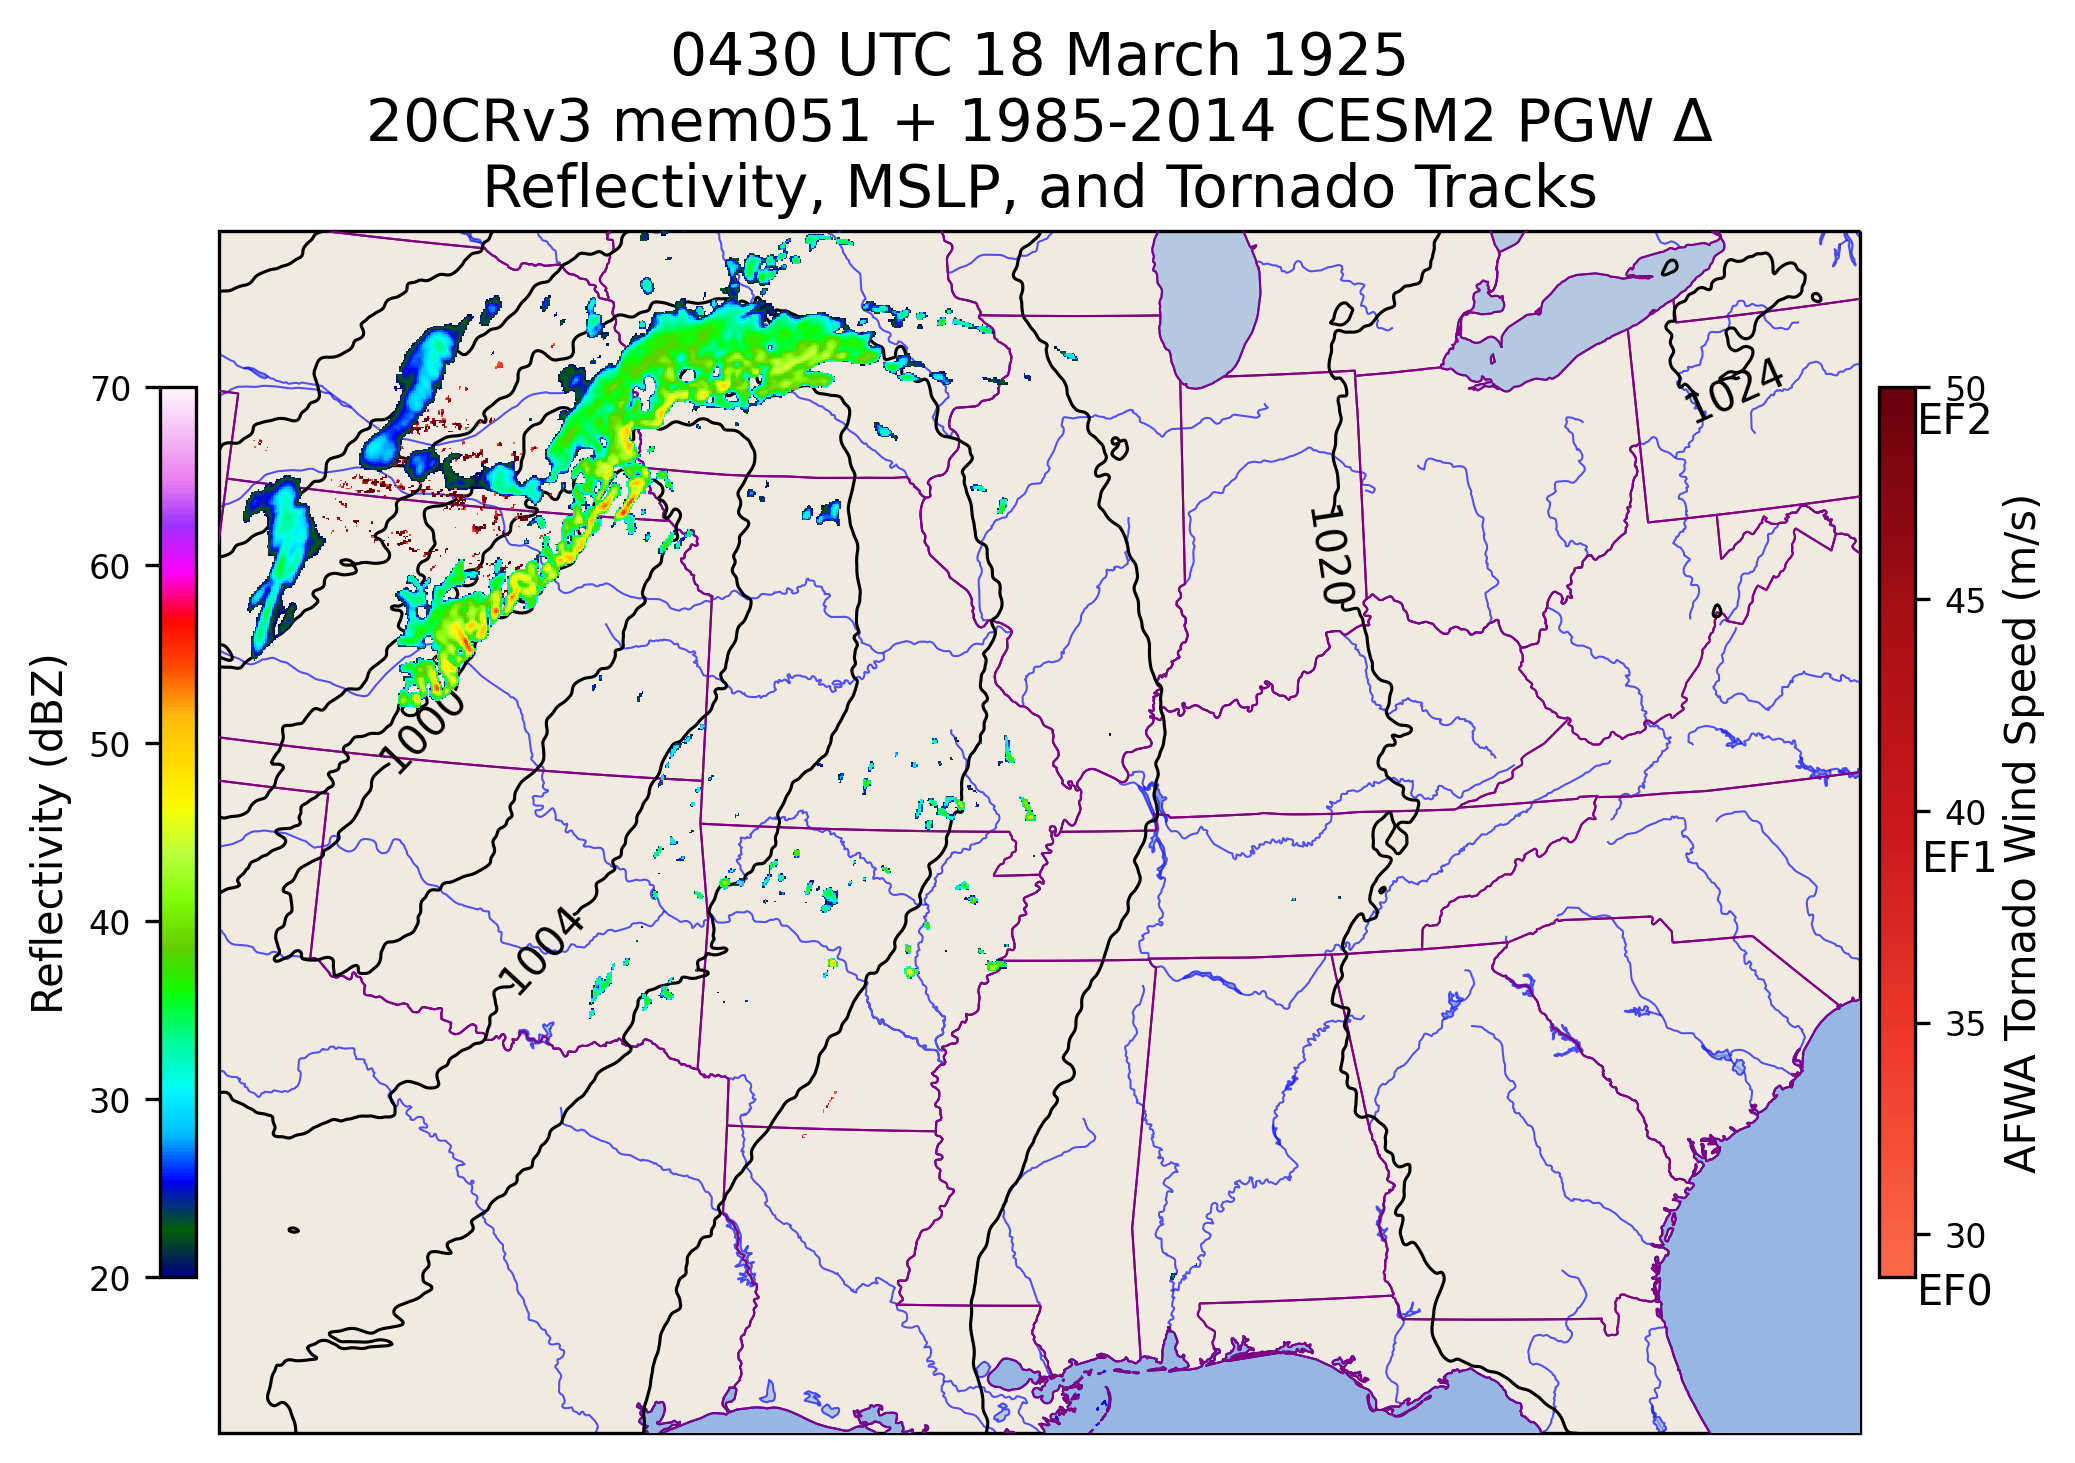 0430 UTC 18 March 1925
20CRv3 mem051 + 1985-2014 CESM2 PGW Δ
Reflectivity, MSLP, and Tornado Tracks
70
60
50
40
30
20
Reflectivity (dBZ)
1024
1020
1000
1004
50
EF2
45
40
EF1
35
30
EF0
AFWA Tornado Wind Speed (m/s)